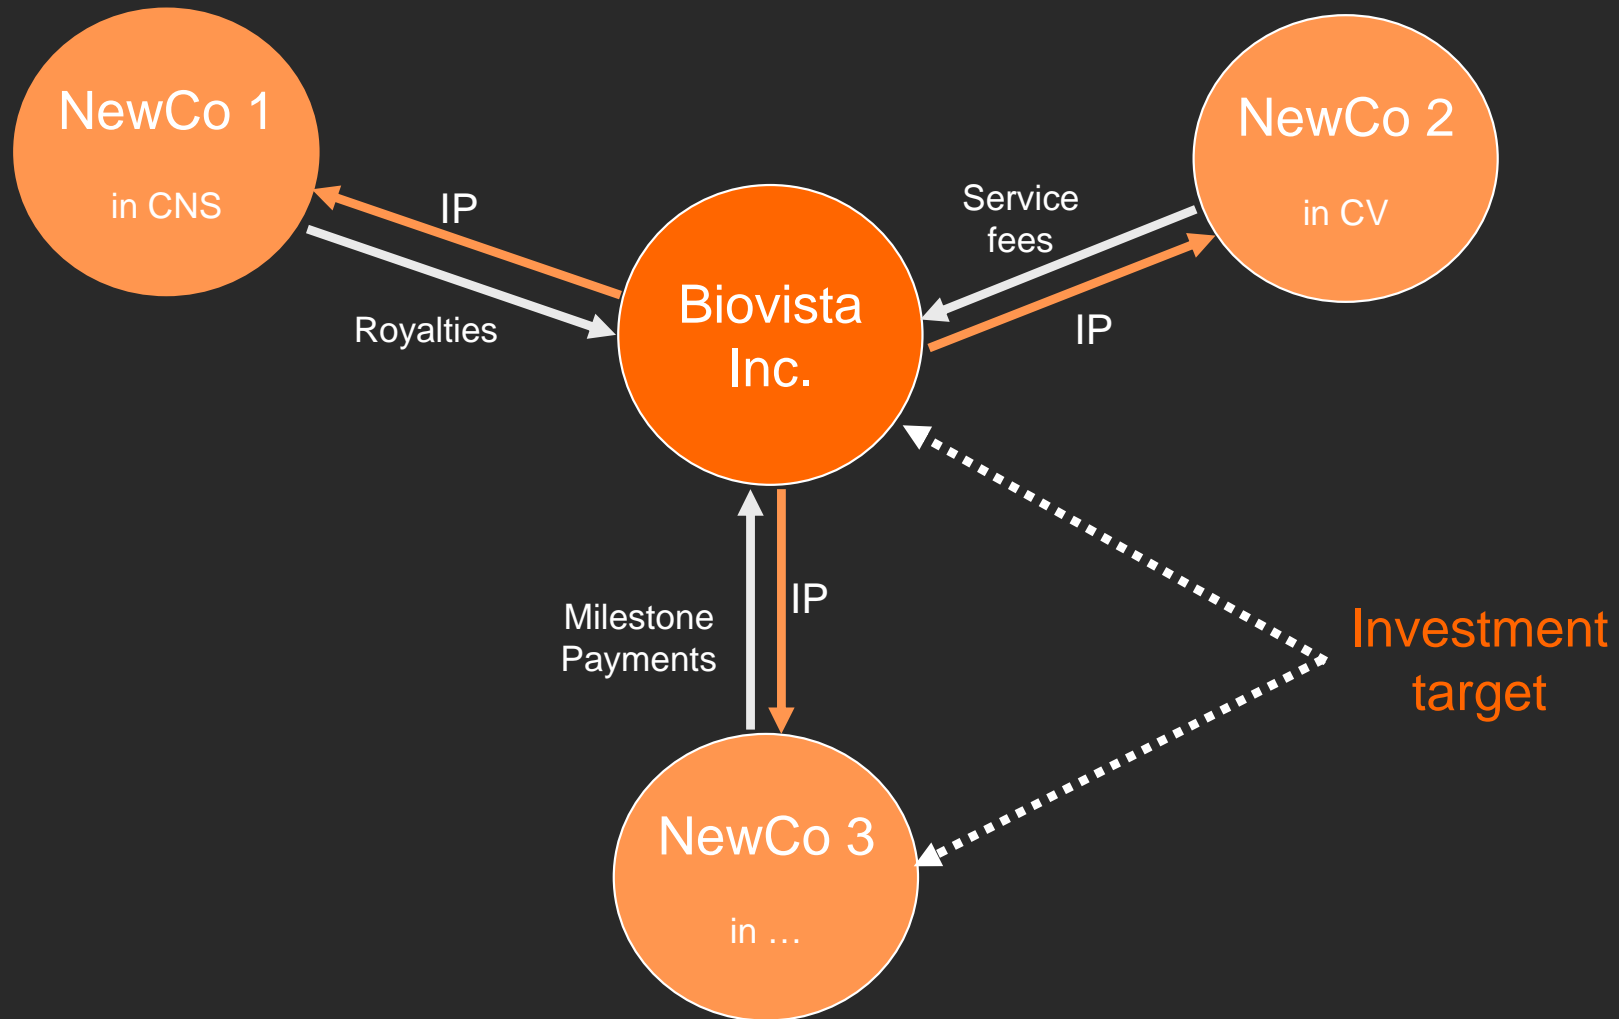 NewCo 1
in CNS
IP
Royalties
Biovista
Inc.
Service
fees
IP
NewCo 2
in CV
Milestone
Payments
IP
Investment
target
NewCo 3
in …